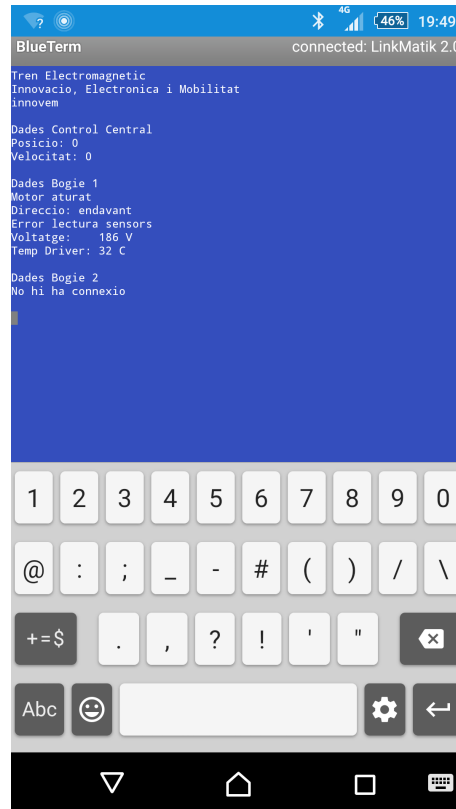 ? 4G 46% 19:49
BlueTerm connected: LinkMatik 2.0
Tren Electromagnetic
Innovacio, Electronica i Mobilitat
innovem
Dades Control Central
Posicio: 0
Velocitat: 0
Dades Bogie 1
Motor aturat
Direccio: endavant
Error lectura sensors
Voltatge: 186 V
Temp Driver: 32 C
Dades Bogie 2
No hi ha connexio
1 2 3 4 5 6 7 8 9 0
@ : ; _ - # ( ) / \
+=$ . , ? ! ' "
Abc